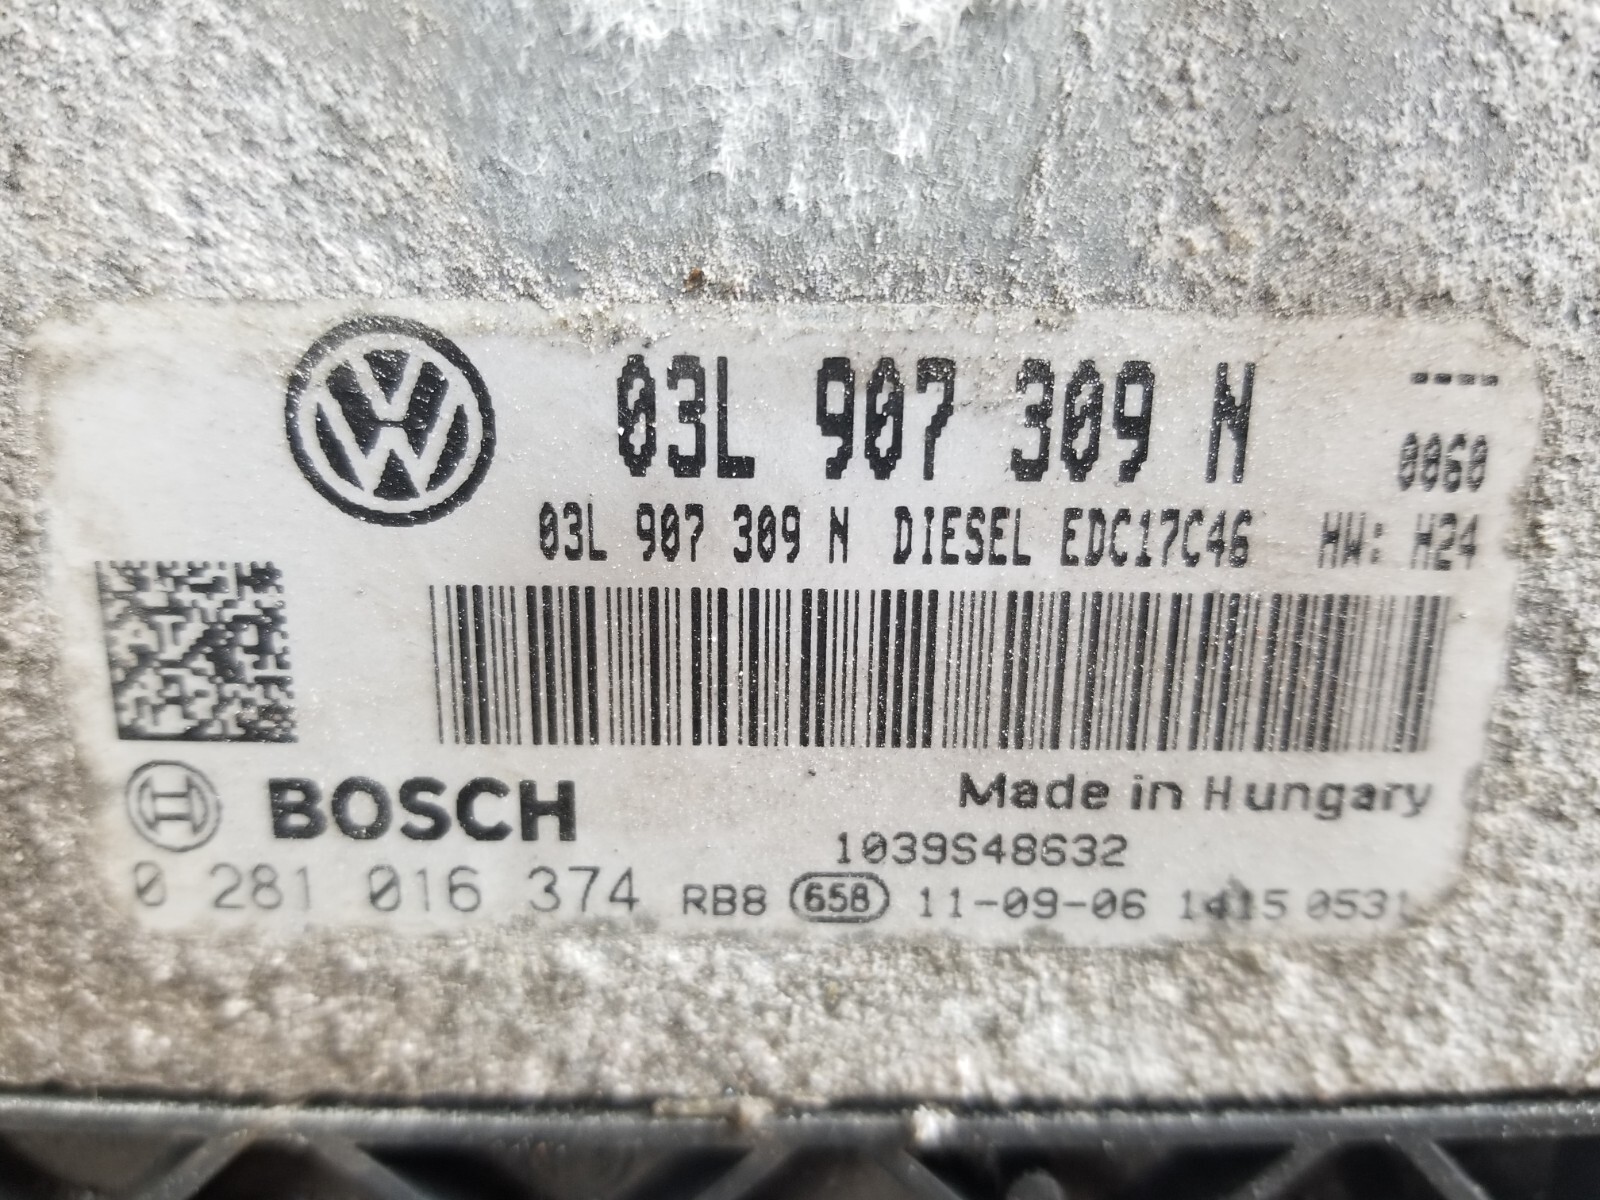 03L 907 309 N ----
0060
03L 907 309 N DIESEL EDC17C46 HW: H24
BOSCH
Made in Hungary
1039S48632
0 281 016 374 RB8 658 11-09-06 1415 0531